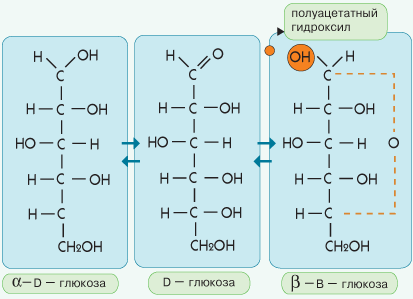 полуацетатный
гидроксил
H OH
C
H — C — OH
HO — C — H
H — C — OH
H — C
CH2OH
α – D – глюкоза
H O
C
H — C — OH
HO — C — H
H — C — OH
H — C — OH
CH2OH
D – глюкоза
OH H
C
H — C — OH
HO — C — H O
H — C — OH
H — C
CH2OH
β – B – глюкоза